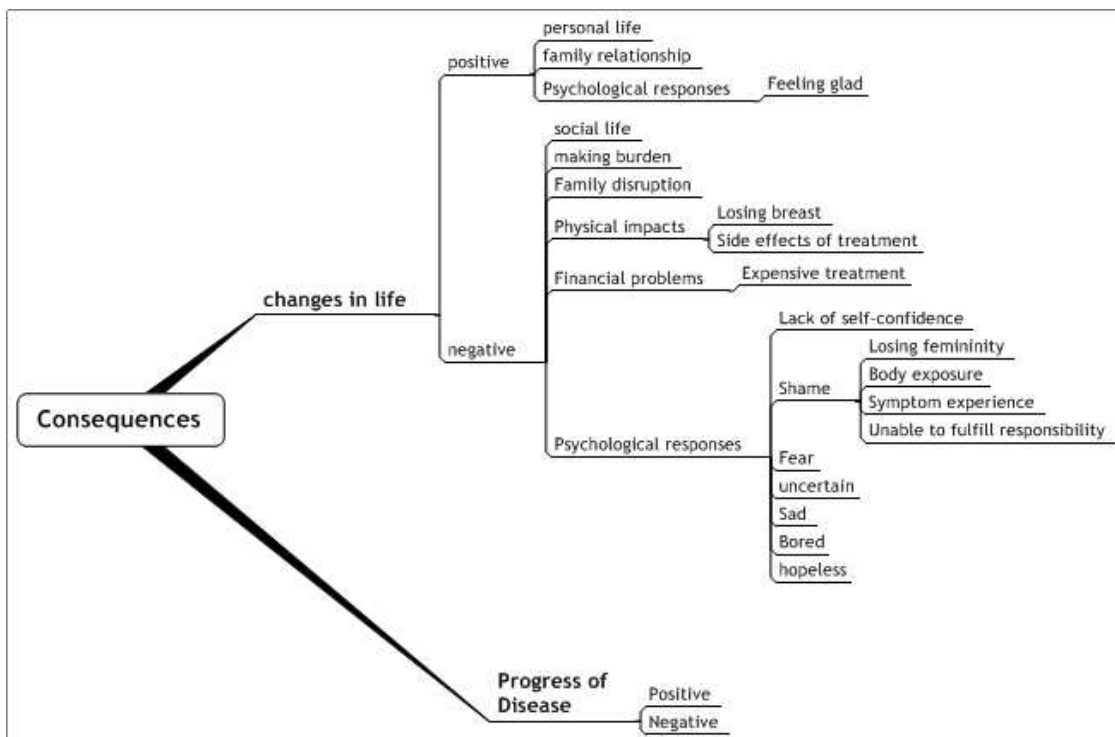 Consequences
changes in life
positive
personal life
family relationship
Psychological responses
Feeling glad
negative
social life
making burden
Family disruption
Physical impacts
Losing breast
Side effects of treatment
Financial problems
Expensive treatment
Psychological responses
Lack of self-confidence
Shame
Losing femininity
Body exposure
Symptom experience
Unable to fulfill responsibility
Fear
uncertain
Sad
Bored
hopeless
Progress of
Disease
Positive
Negative